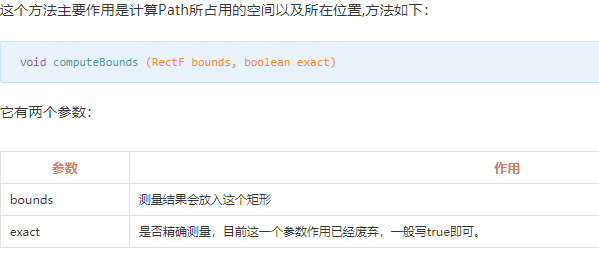 这个方法主要作用是计算Path所占用的空间以及所在位置,方法如下：
void computeBounds (RectF bounds, boolean exact)
它有两个参数：
参数 作用
bounds 测量结果会放入这个矩形
exact 是否精确测量，目前这一个参数作用已经废弃，一般写true即可。